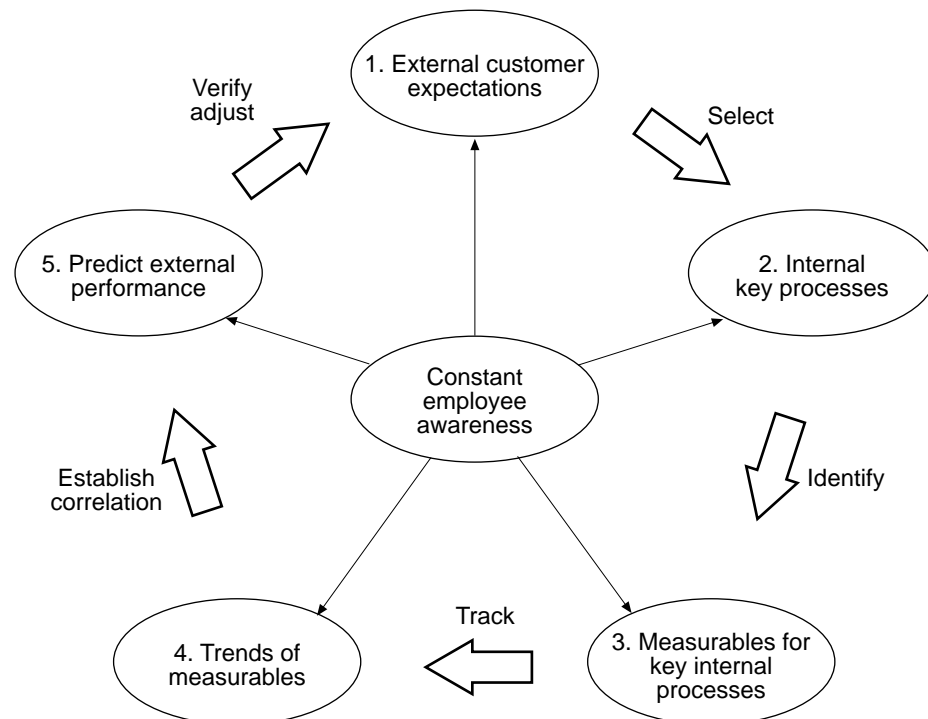 1. External customer
expectations
Select
2. Internal
key processes
Identify
3. Measurables for
key internal
processes
Track
4. Trends of
measurables
Establish
correlation
5. Predict external
performance
Verify
adjust
Constant
employee
awareness